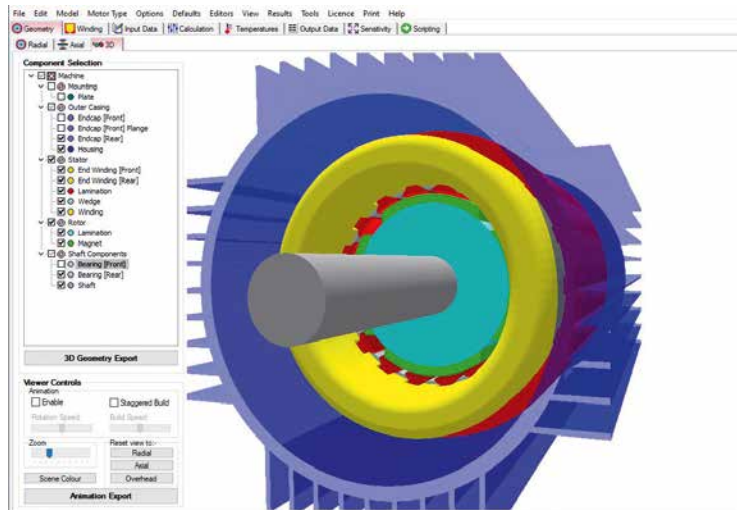 File Edit Model Motor Type Options Defaults Editors View Results Tools Licence Print Help
Geometry Winding Input Data Calculation Temperatures Output Data Sensitivity Scripting
Radial Axial 3D
Component Selection
Machine
Mounting
Plate
Outer Casing
Endcap [Front]
Endcap [Front] Flange
Endcap [Rear]
Housing
Stator
End Winding [Front]
End Winding [Rear]
Lamination
Wedge
Winding
Rotor
Lamination
Magnet
Shaft Components
Bearing [Front]
Bearing [Rear]
Shaft
3D Geometry Export
Viewer Controls
Animation
Enable Staggered Build
Rotation Speed Build Speed
Zoom Reset view to:-
Radial
Axial
Scene Colour Overhead
Animation Export